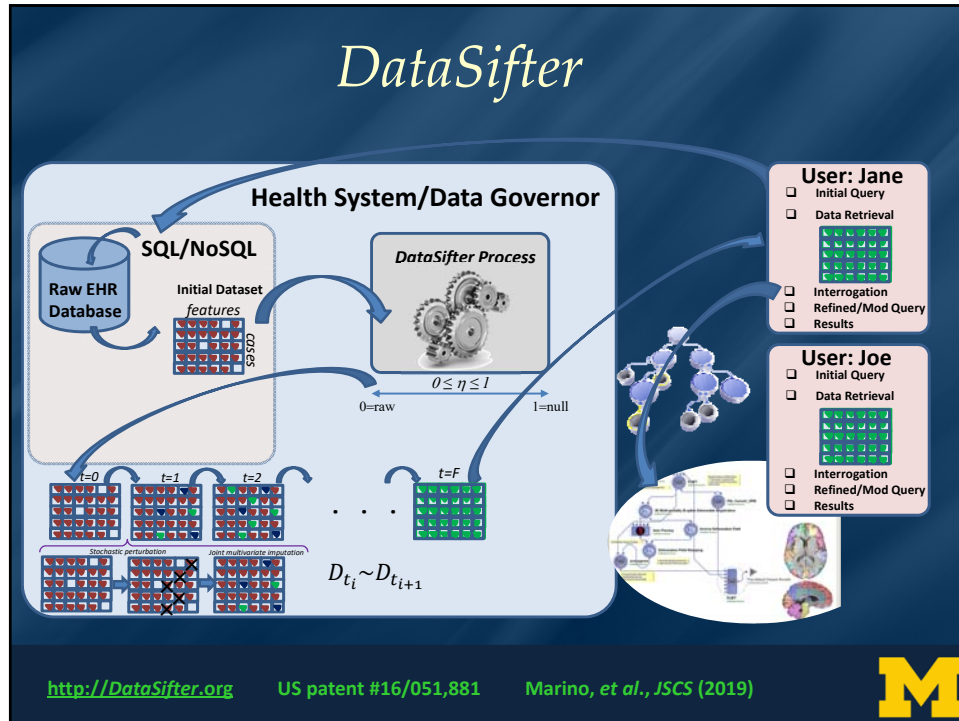 DataSifter
Health System/Data Governor
SQL/NoSQL
Raw EHR
Database
Initial Dataset
features
cases
DataSifter Process
0 ≤ η ≤ 1
0=raw
1=null
t=0
t=1
t=2
. . .
t=F
Stochastic perturbation
Joint multivariate imputation
D_{t_i}~D_{t_{i+1}}
User: Jane
❑ Initial Query
❑ Data Retrieval
❑ Interrogation
❑ Refined/Mod Query
❑ Results
User: Joe
❑ Initial Query
❑ Data Retrieval
❑ Interrogation
❑ Refined/Mod Query
❑ Results
http://DataSifter.org US patent #16/051,881 Marino, et al., JSCS (2019)
M